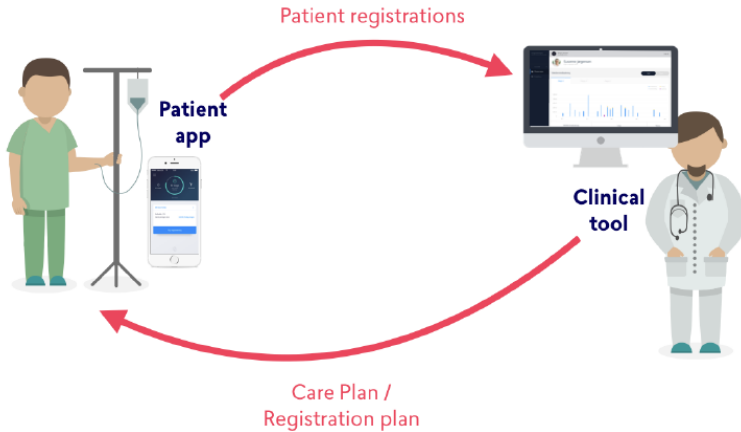 Patient registrations
Patient
app
Clinical
tool
Care Plan /
Registration plan